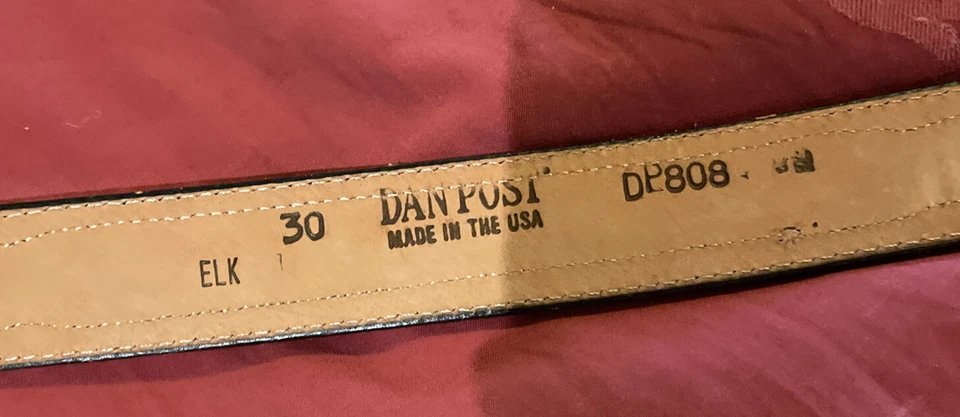 30
ELK
DAN POST
MADE IN THE USA
DP808